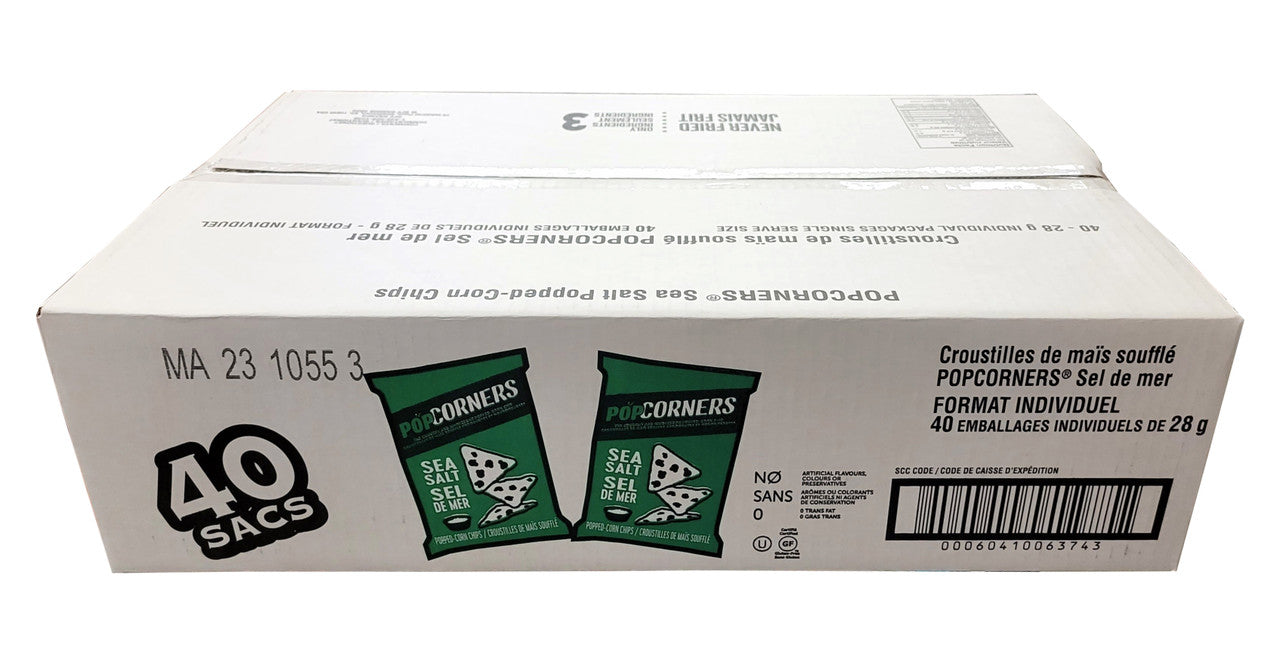 NEVER FRIED
JAMAIS FRIT
3 ONLY
INGREDIENTS
SEULEMENT
INGRÉDIENTS
40 - 28 g INDIVIDUAL PACKAGES SINGLE SERVE SIZE
40 EMBALLAGES INDIVIDUELS DE 28 g - FORMAT INDIVIDUEL
Croustilles de maïs soufflé POPCORNERS® Sel de mer
POPCORNERS® Sea Salt Popped-Corn Chips
MA 23 1055 3
40
SACS
POPCORNERS
SEA
SALT
SEL
DE MER
POPPED-CORN CHIPS / CROUSTILLES DE MAÏS SOUFFLÉ
POPCORNERS
SEA
SALT
SEL
DE MER
POPPED-CORN CHIPS / CROUSTILLES DE MAÏS SOUFFLÉ
NØ
SANS
0
ARTIFICIAL FLAVOURS,
COLOURS OR
PRESERVATIVES
ARÔMES OU COLORANTS
ARTIFICIELS NI AGENTS
DE CONSERVATION
0 TRANS FAT
0 GRAS TRANS
U
GF
Croustilles de maïs soufflé
POPCORNERS® Sel de mer
FORMAT INDIVIDUEL
40 EMBALLAGES INDIVIDUELS DE 28 g
SCC CODE / CODE DE CAISSE D'EXPÉDITION
00060410063743